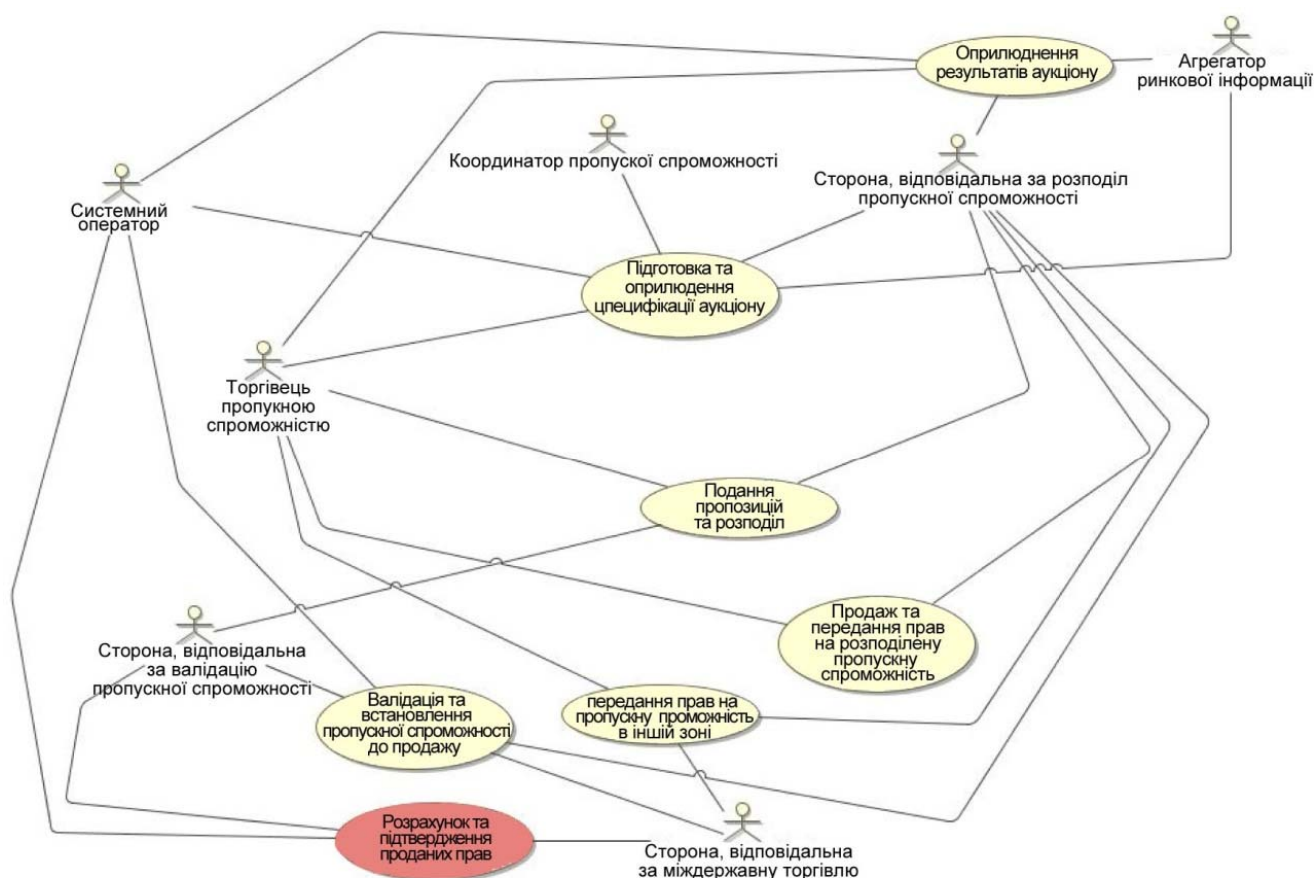 Оприлюднення
результатів аукціону
Агрегатор
ринкової інформації
Координатор пропускої спроможності
Сторона, відповідальна за розподіл
пропускної спроможності
Системний
оператор
Підготовка та
оприлюдення
цпецифікації аукціону
Торгівець
пропукною
спроможністю
Подання
пропозицій
та розподіл
Продаж та
передання прав
на розподілену
пропускну
спроможність
Сторона, відповідальна
за валідацію
пропускної спроможності
Валідація та
встановлення
пропускної спроможності
до продажу
передання прав на
пропускну проможність
в іншій зоні
Розрахунок та
підтвердження
проданих прав
Сторона, відповідальна
за міждержавну торгівлю